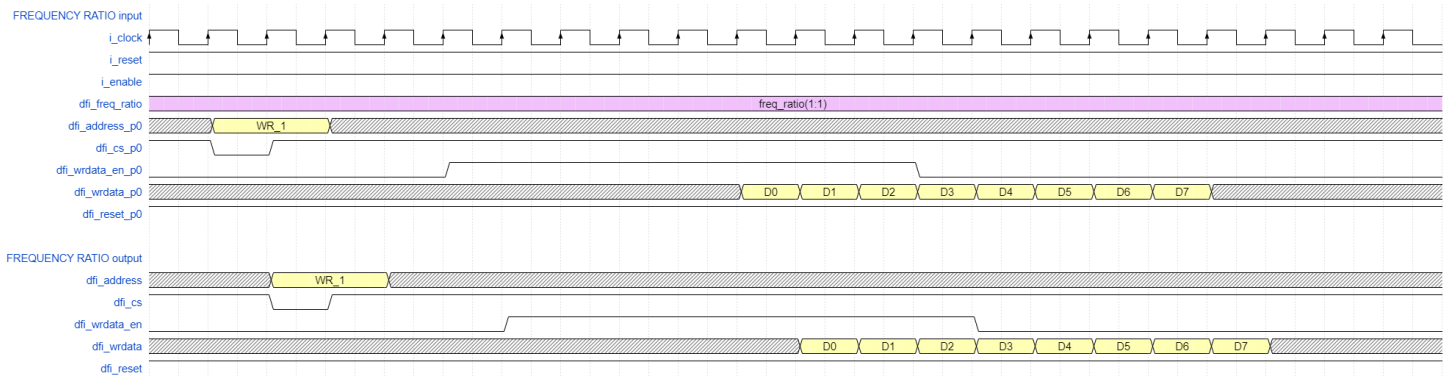 FREQUENCY RATIO input
i_clock
i_reset
i_enable
dfi_freq_ratio freq_ratio(1:1)
dfi_address_p0 WR_1
dfi_cs_p0
dfi_wrdata_en_p0
dfi_wrdata_p0 D0 D1 D2 D3 D4 D5 D6 D7
dfi_reset_p0
FREQUENCY RATIO output
dfi_address WR_1
dfi_cs
dfi_wrdata_en
dfi_wrdata D0 D1 D2 D3 D4 D5 D6 D7
dfi_reset